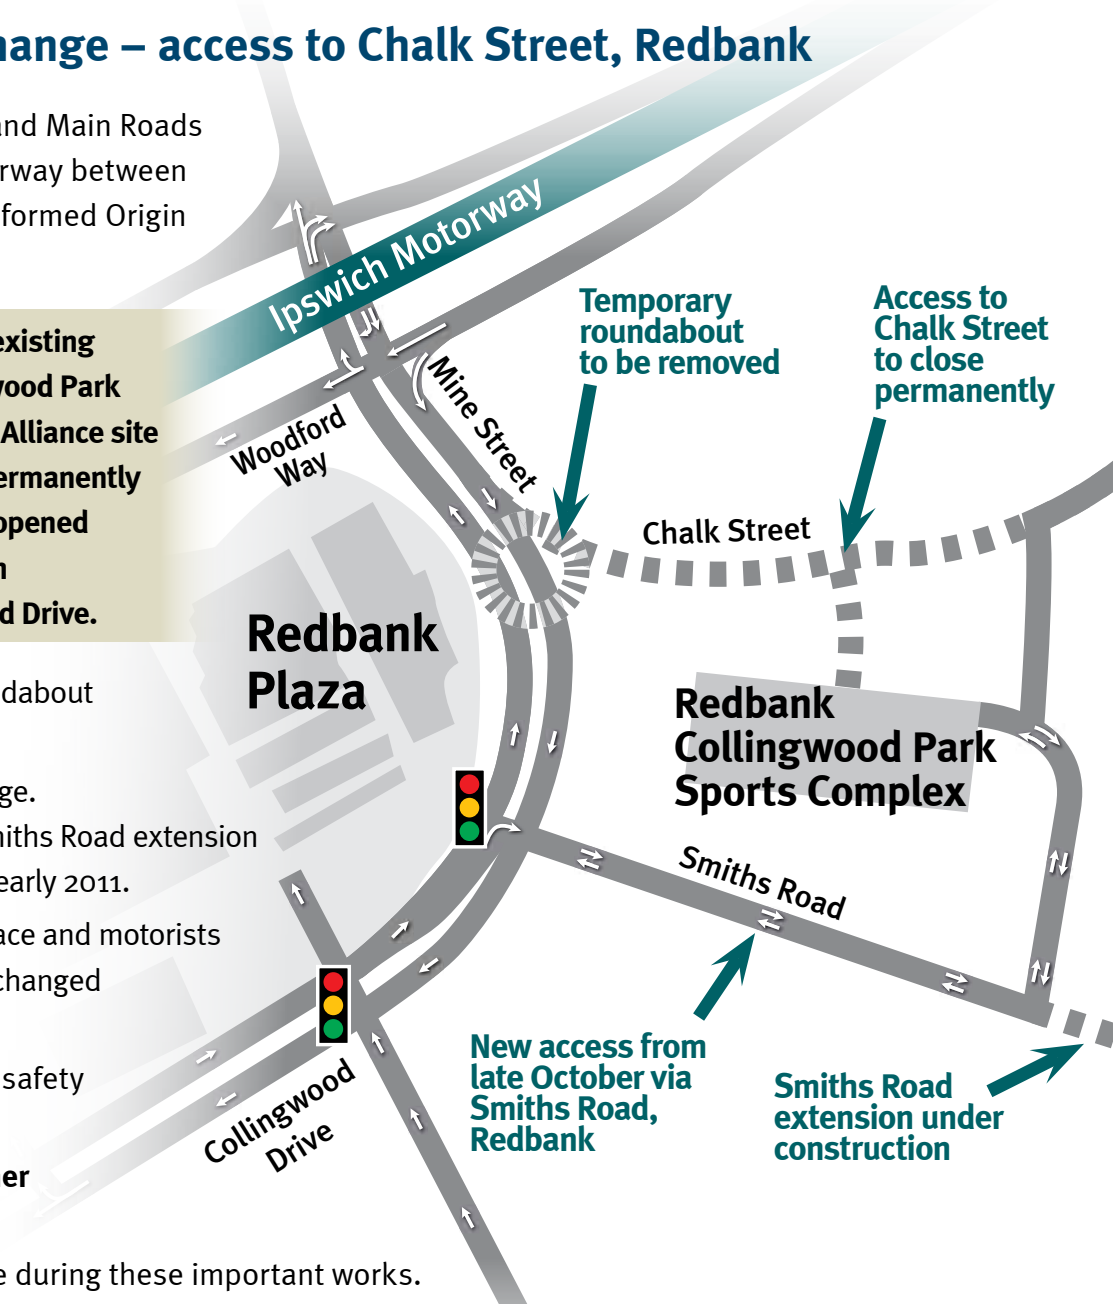 hange – access to Chalk Street, Redbank
and Main Roads
rway between
formed Origin
existing
wood Park
Alliance site
ermanently
opened
n
d Drive.
dabout
ge.
miths Road extension
early 2011.
ace and motorists
changed
safety
er
e during these important works.
Ipswich Motorway
Temporary
roundabout
to be removed
Access to
Chalk Street
to close
permanently
Mine Street
Woodford
Way
Chalk Street
Redbank
Plaza
Redbank
Collingwood Park
Sports Complex
Smiths Road
New access from
late October via
Smiths Road,
Redbank
Smiths Road
extension under
construction
Collingwood
Drive